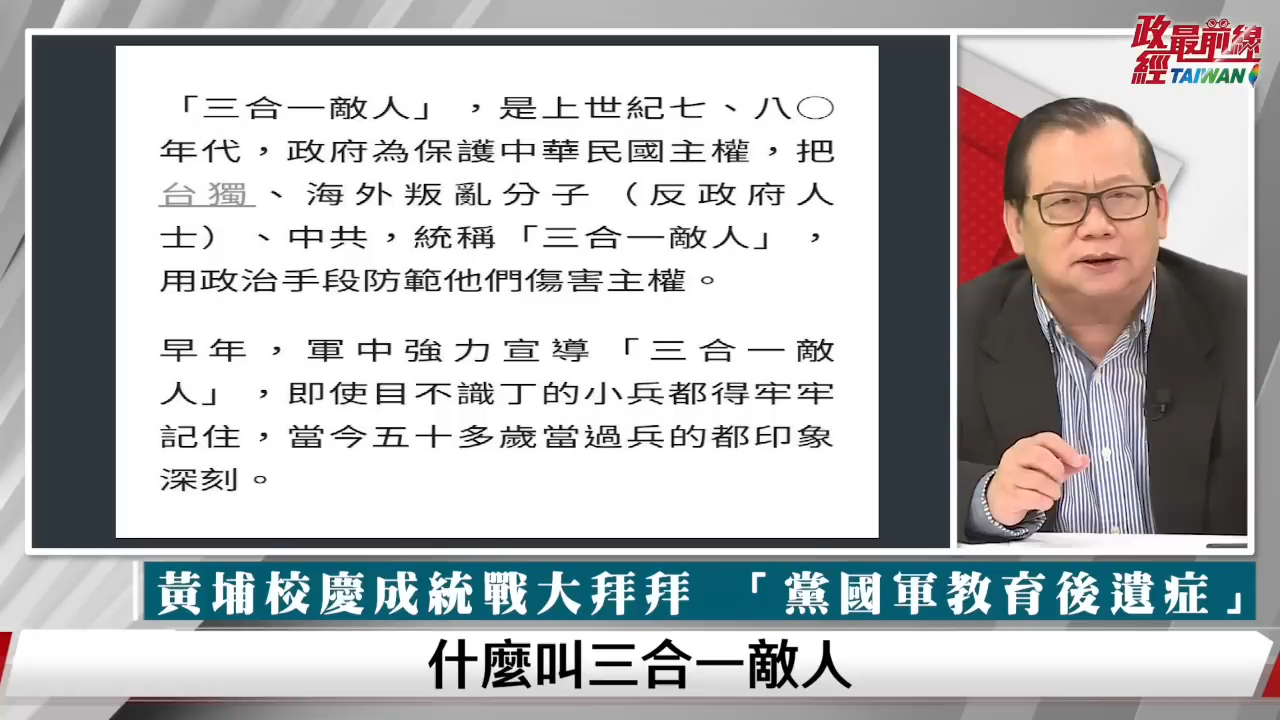 政 最前線
經 TAIWAN
「三合一敵人」，是上世紀七、八〇
年代，政府為保護中華民國主權，把
台獨、海外叛亂分子（反政府人
士）、中共，統稱「三合一敵人」，
用政治手段防範他們傷害主權。
早年，軍中強力宣導「三合一敵
人」，即使目不識丁的小兵都得牢牢
記住，當今五十多歲當過兵的都印象
深刻。
黃埔校慶成統戰大拜拜 「黨國軍教育後遺症」
什麼叫三合一敵人